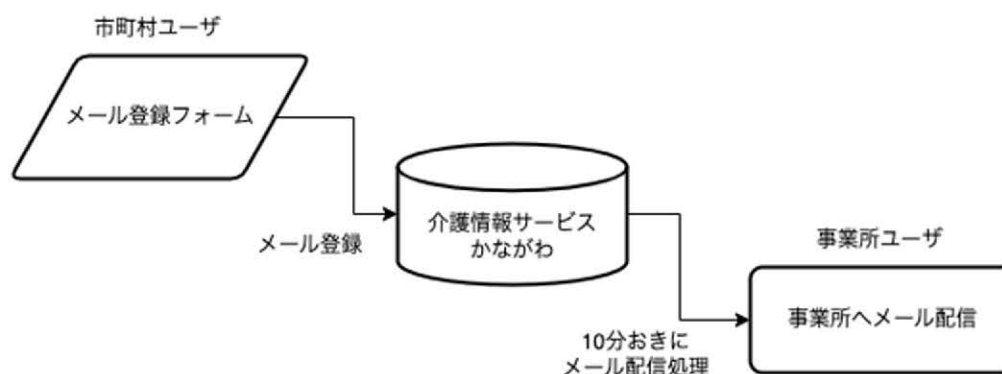 市町村ユーザ
メール登録フォーム
メール登録
介護情報サービス
かながわ
10分おきに
メール配信処理
事業所ユーザ
事業所へメール配信